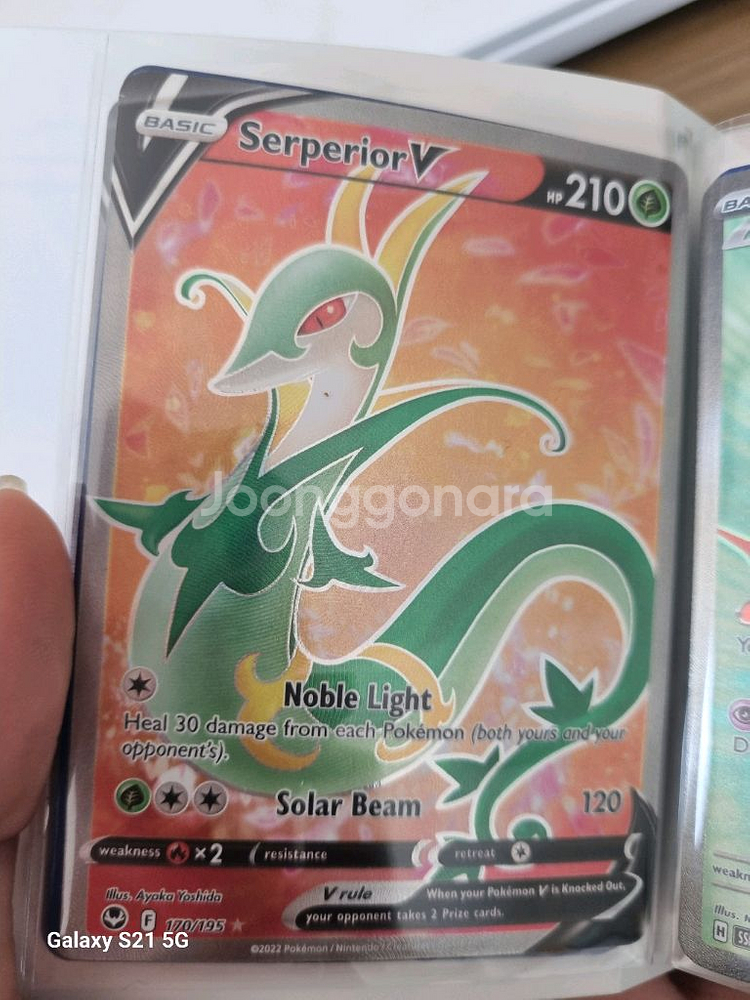 BASIC
Serperior V
HP 210
Joonggonara
Noble Light
Heal 30 damage from each Pokémon (both yours and your
opponent's).
Solar Beam 120
weakness ×2 resistance retreat
Illus. Ayaka Yoshida
V rule When your Pokémon V is Knocked Out,
your opponent takes 2 Prize cards.
F 170/195
©2022 Pokémon / Nintendo /
Galaxy S21 5G
BA
H